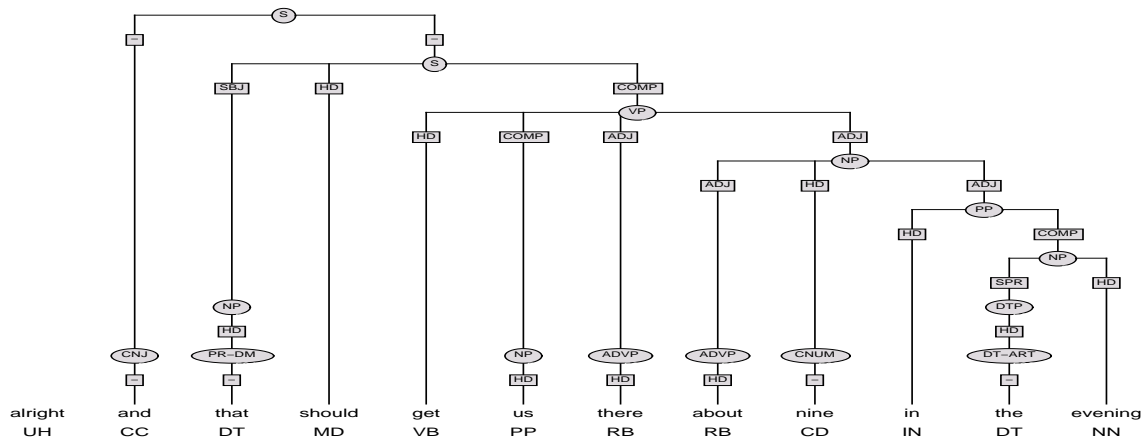 S
– –
S
SBJ HD COMP
VP
HD COMP ADJ ADJ
NP
ADJ HD ADJ
PP
HD COMP
NP
SPR HD
NP DTP
HD HD
CNJ PR–DM NP ADVP ADVP CNUM DT–ART
– – HD HD HD – –
alright and that should get us there about nine in the evening
UH CC DT MD VB PP RB RB CD IN DT NN